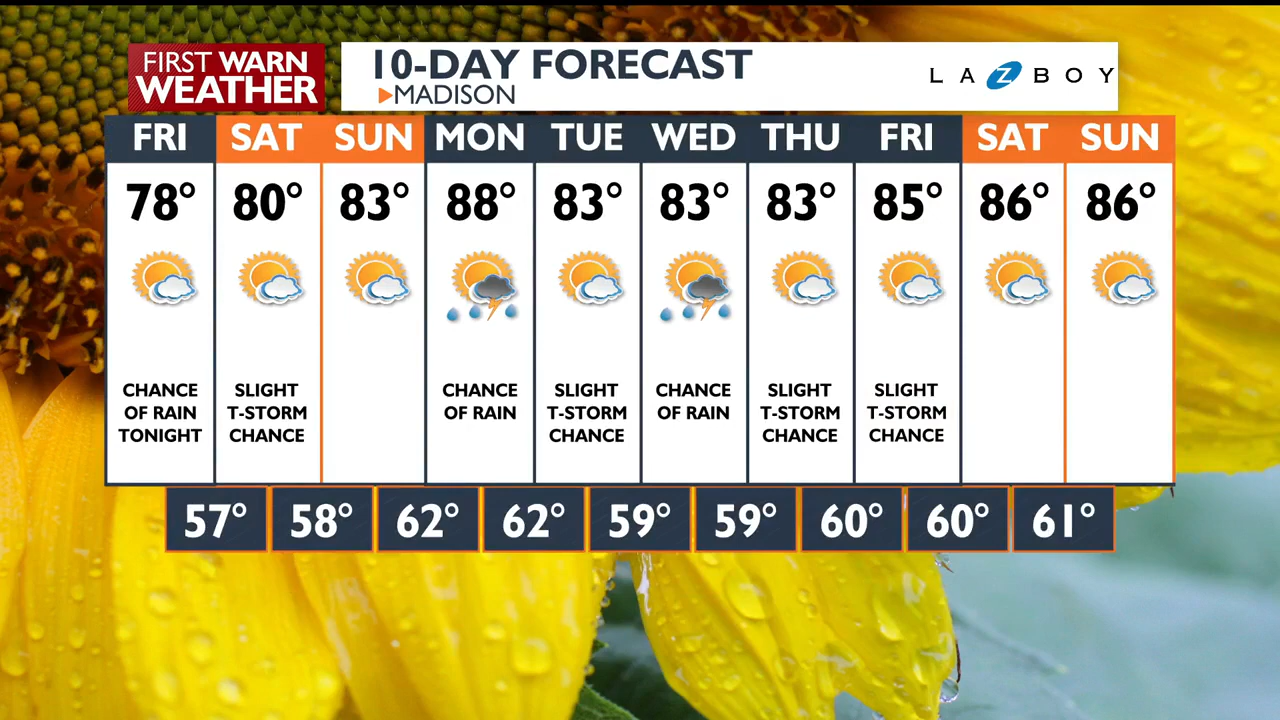 FIRST WARN
WEATHER
10-DAY FORECAST
MADISON
LA Z BOY
FRI SAT SUN MON TUE WED THU FRI SAT SUN
78° 80° 83° 88° 83° 83° 83° 85° 86° 86°
CHANCE
OF RAIN
TONIGHT
SLIGHT
T-STORM
CHANCE
CHANCE
OF RAIN
SLIGHT
T-STORM
CHANCE
CHANCE
OF RAIN
SLIGHT
T-STORM
CHANCE
SLIGHT
T-STORM
CHANCE
57° 58° 62° 62° 59° 59° 60° 60° 61°